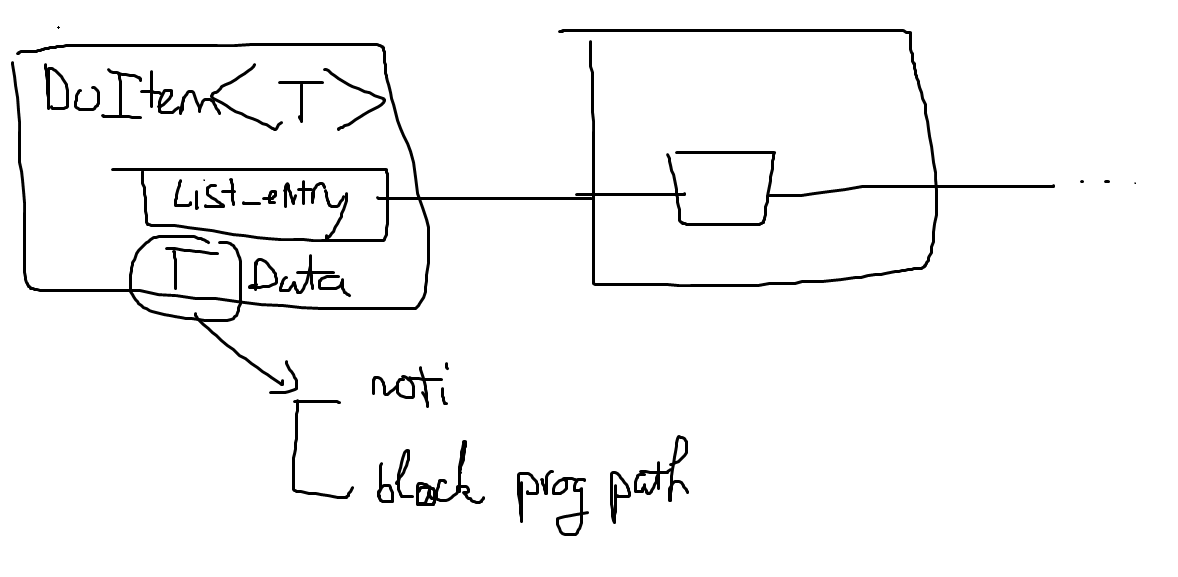 DoItem<T>
List_entry
T Data
...
noti
block prog path